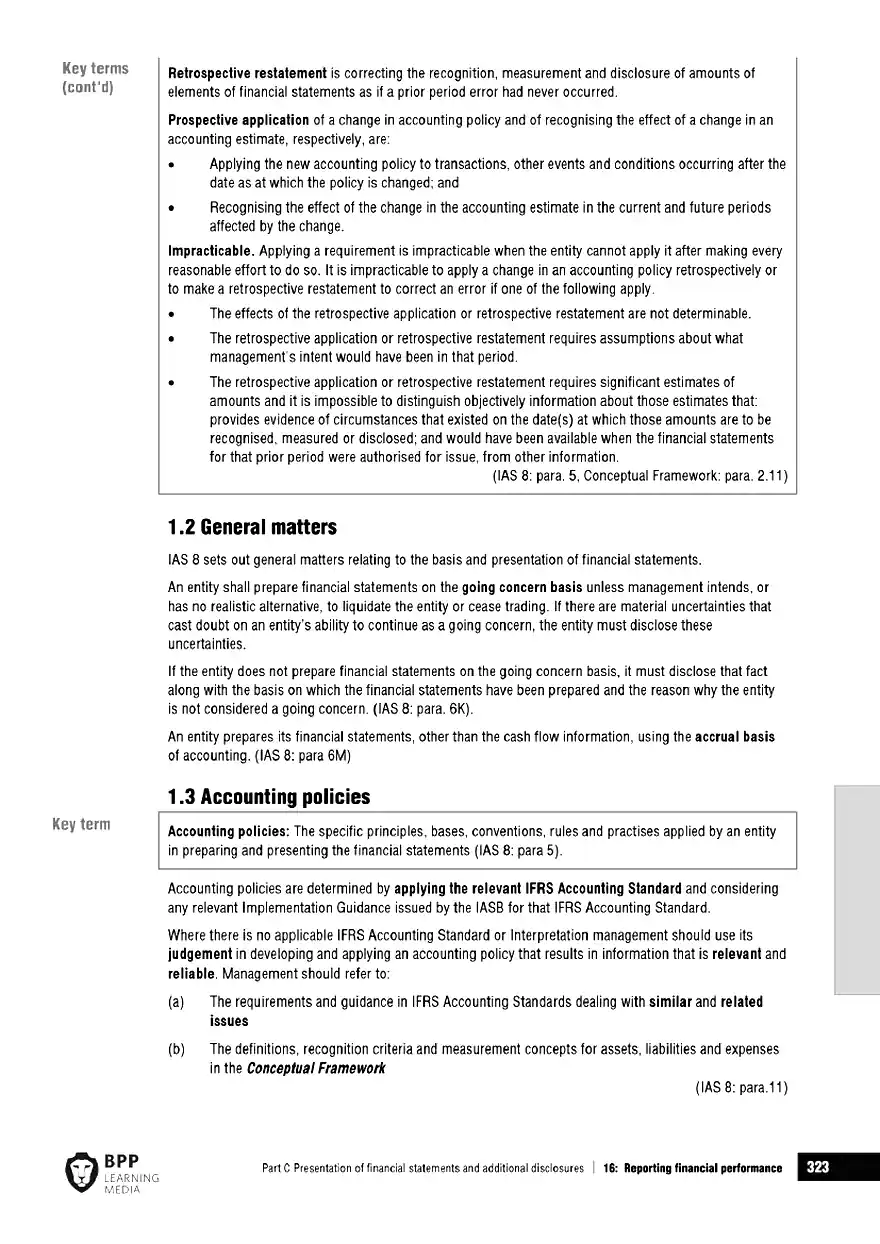 Key terms
(cont'd)
Retrospective restatement is correcting the recognition, measurement and disclosure of amounts of
elements of financial statements as if a prior period error had never occurred.
Prospective application of a change in accounting policy and of recognising the effect of a change in an
accounting estimate, respectively, are:
• Applying the new accounting policy to transactions, other events and conditions occurring after the
date as at which the policy is changed; and
• Recognising the effect of the change in the accounting estimate in the current and future periods
affected by the change.
Impracticable. Applying a requirement is impracticable when the entity cannot apply it after making every
reasonable effort to do so. It is impracticable to apply a change in an accounting policy retrospectively or
to make a retrospective restatement to correct an error if one of the following apply.
• The effects of the retrospective application or retrospective restatement are not determinable.
• The retrospective application or retrospective restatement requires assumptions about what
management's intent would have been in that period.
• The retrospective application or retrospective restatement requires significant estimates of
amounts and it is impossible to distinguish objectively information about those estimates that:
provides evidence of circumstances that existed on the date(s) at which those amounts are to be
recognised, measured or disclosed; and would have been available when the financial statements
for that prior period were authorised for issue, from other information.
(IAS 8: para. 5, Conceptual Framework: para. 2.11)
1.2 General matters
IAS 8 sets out general matters relating to the basis and presentation of financial statements.
An entity shall prepare financial statements on the going concern basis unless management intends, or
has no realistic alternative, to liquidate the entity or cease trading. If there are material uncertainties that
cast doubt on an entity's ability to continue as a going concern, the entity must disclose these
uncertainties.
If the entity does not prepare financial statements on the going concern basis, it must disclose that fact
along with the basis on which the financial statements have been prepared and the reason why the entity
is not considered a going concern. (IAS 8: para. 6K).
An entity prepares its financial statements, other than the cash flow information, using the accrual basis
of accounting. (IAS 8: para 6M)
1.3 Accounting policies
Key term
Accounting policies: The specific principles, bases, conventions, rules and practises applied by an entity
in preparing and presenting the financial statements (IAS 8: para 5).
Accounting policies are determined by applying the relevant IFRS Accounting Standard and considering
any relevant Implementation Guidance issued by the IASB for that IFRS Accounting Standard.
Where there is no applicable IFRS Accounting Standard or Interpretation management should use its
judgement in developing and applying an accounting policy that results in information that is relevant and
reliable. Management should refer to:
(a) The requirements and guidance in IFRS Accounting Standards dealing with similar and related
issues
(b) The definitions, recognition criteria and measurement concepts for assets, liabilities and expenses
in the Conceptual Framework
(IAS 8: para.11)
BPP
LEARNING
MEDIA
Part C Presentation of financial statements and additional disclosures | 16: Reporting financial performance 323